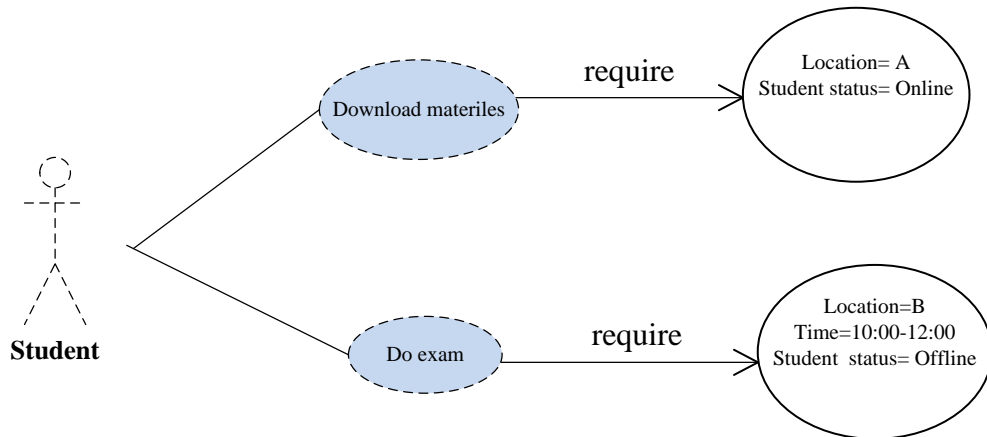 Location= A
Student status= Online
require
Download materiles
Student
Do exam
require
Location=B
Time=10:00-12:00
Student  status= Offline